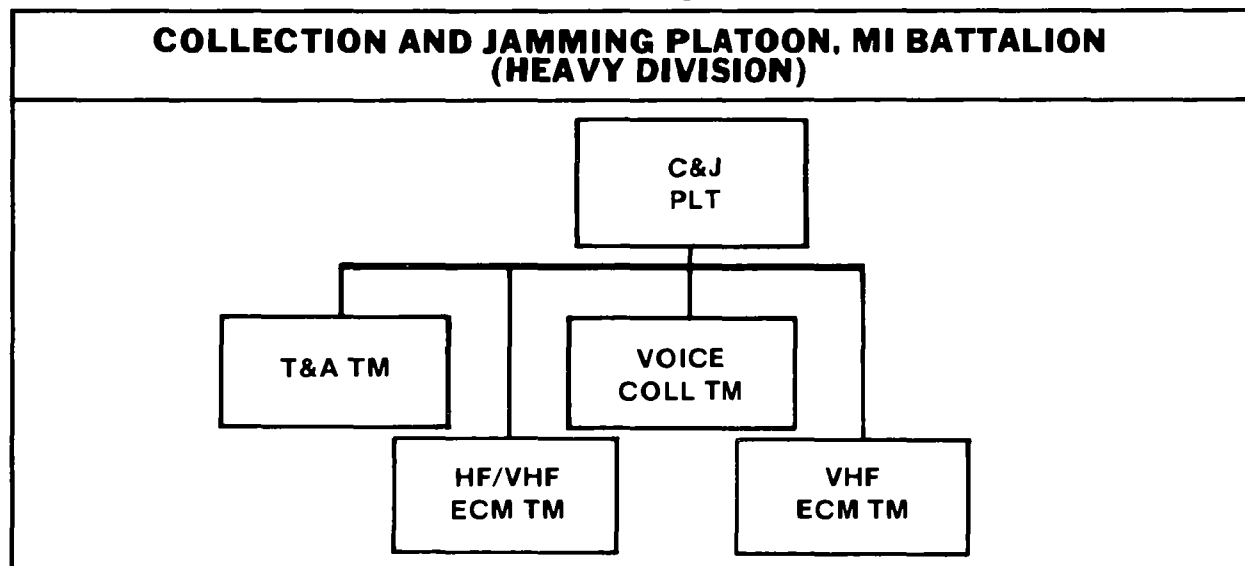 COLLECTION AND JAMMING PLATOON, MI BATTALION
(HEAVY DIVISION)
C&J
PLT
T&A TM
VOICE
COLL TM
HF/VHF
ECM TM
VHF
ECM TM